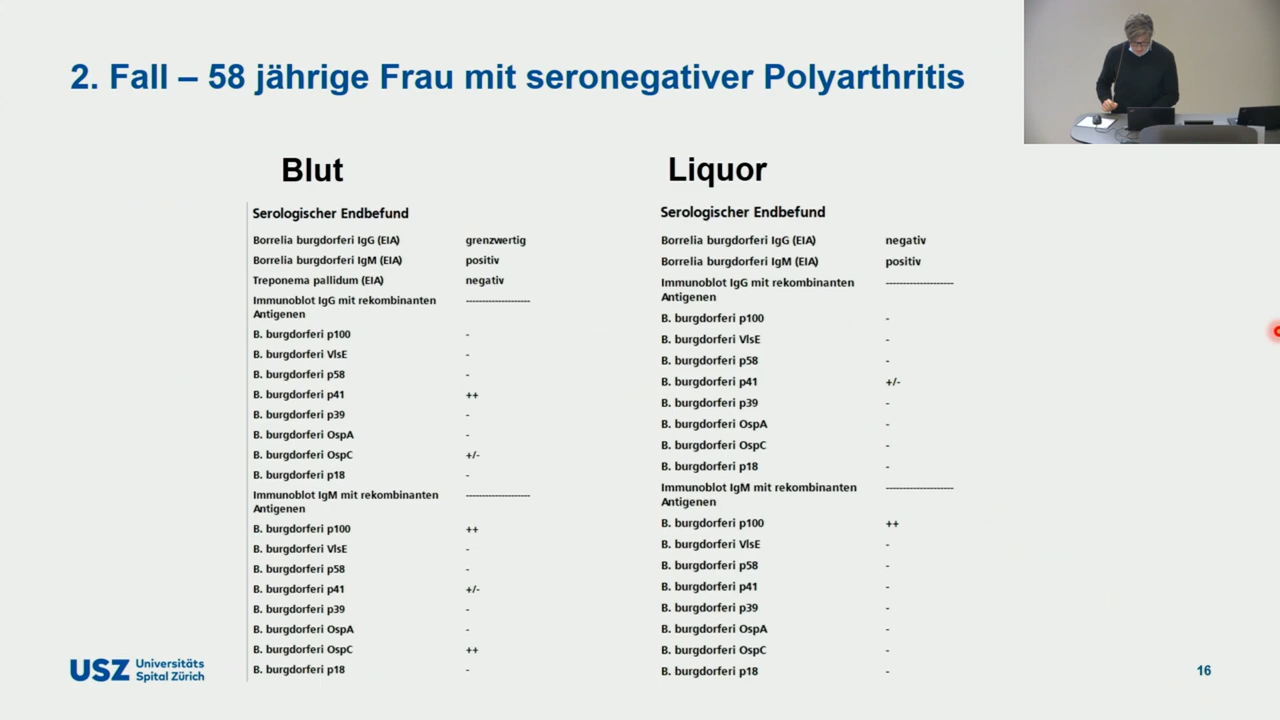 2. Fall – 58 jährige Frau mit seronegativer Polyarthritis
Blut
Serologischer Endbefund
Borrelia burgdorferi IgG (EIA) grenzwertig
Borrelia burgdorferi IgM (EIA) positiv
Treponema pallidum (EIA) negativ
Immunoblot IgG mit rekombinanten -------------------
Antigenen
B. burgdorferi p100 -
B. burgdorferi VlsE -
B. burgdorferi p58 -
B. burgdorferi p41 ++
B. burgdorferi p39 -
B. burgdorferi OspA -
B. burgdorferi OspC +/-
B. burgdorferi p18 -
Immunoblot IgM mit rekombinanten -------------------
Antigenen
B. burgdorferi p100 ++
B. burgdorferi VlsE -
B. burgdorferi p58 -
B. burgdorferi p41 +/-
B. burgdorferi p39 -
B. burgdorferi OspA -
B. burgdorferi OspC ++
B. burgdorferi p18 -
Liquor
Serologischer Endbefund
Borrelia burgdorferi IgG (EIA) negativ
Borrelia burgdorferi IgM (EIA) positiv
Immunoblot IgG mit rekombinanten -------------------
Antigenen
B. burgdorferi p100 -
B. burgdorferi VlsE -
B. burgdorferi p58 -
B. burgdorferi p41 +/-
B. burgdorferi p39 -
B. burgdorferi OspA -
B. burgdorferi OspC -
B. burgdorferi p18 -
Immunoblot IgM mit rekombinanten -------------------
Antigenen
B. burgdorferi p100 ++
B. burgdorferi VlsE -
B. burgdorferi p58 -
B. burgdorferi p41 -
B. burgdorferi p39 -
B. burgdorferi OspA -
B. burgdorferi OspC -
B. burgdorferi p18 -
USZ Universitäts
Spital Zürich
16